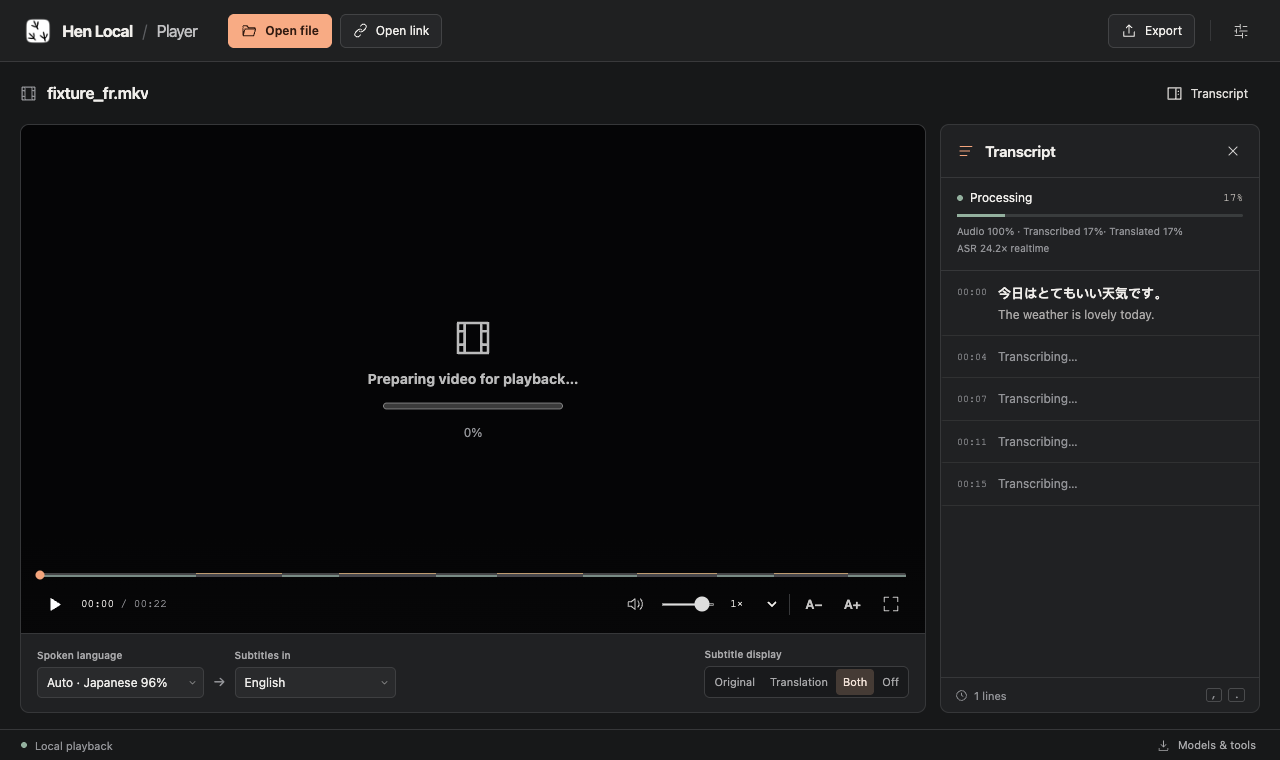 Hen Local / Player
Open file
Open link
Export
fixture_fr.mkv
Transcript
Preparing video for playback...
0%
00:00 / 00:22
1×
A−
A+
Spoken language
Auto · Japanese 96%
Subtitles in
English
Subtitle display
Original
Translation
Both
Off
Transcript
Processing
17%
Audio 100% · Transcribed 17%· Translated 17%
ASR 24.2× realtime
00:00
今日はとてもいい天気です。
The weather is lovely today.
00:04 Transcribing…
00:07 Transcribing…
00:11 Transcribing…
00:15 Transcribing…
1 lines
, .
Local playback
Models & tools